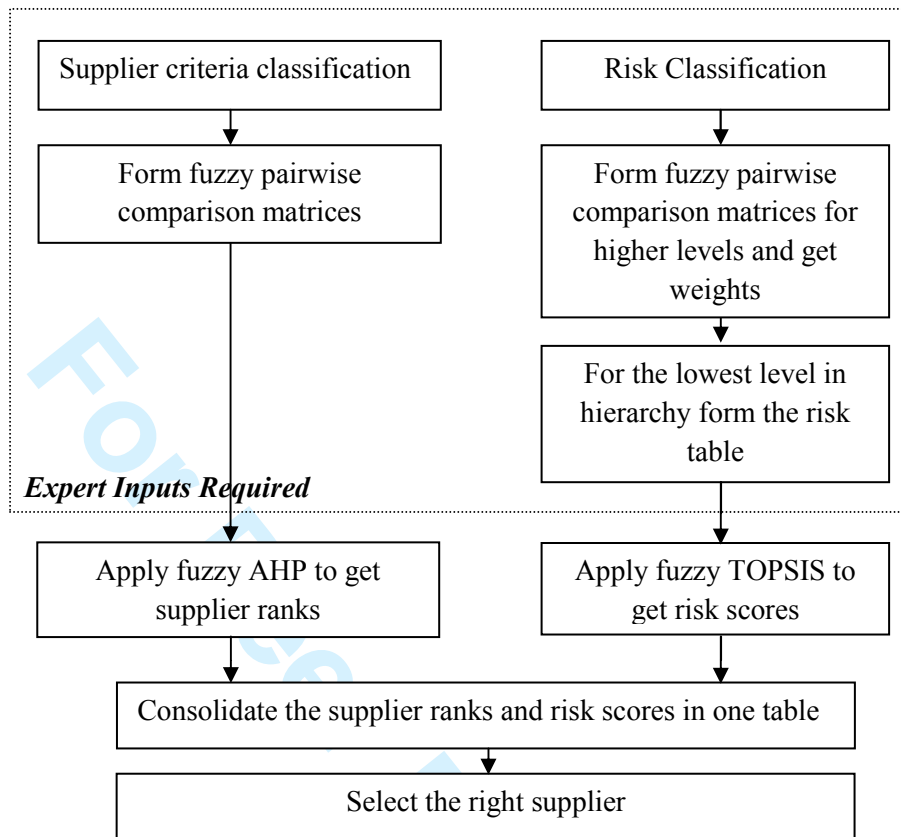 Supplier criteria classification
Risk Classification
Form fuzzy pairwise
comparison matrices
Form fuzzy pairwise
comparison matrices for
higher levels and get
weights
For the lowest level in
hierarchy form the risk
table
Expert Inputs Required
Apply fuzzy AHP to get
supplier ranks
Apply fuzzy TOPSIS to
get risk scores
Consolidate the supplier ranks and risk scores in one table
Select the right supplier
For Pee